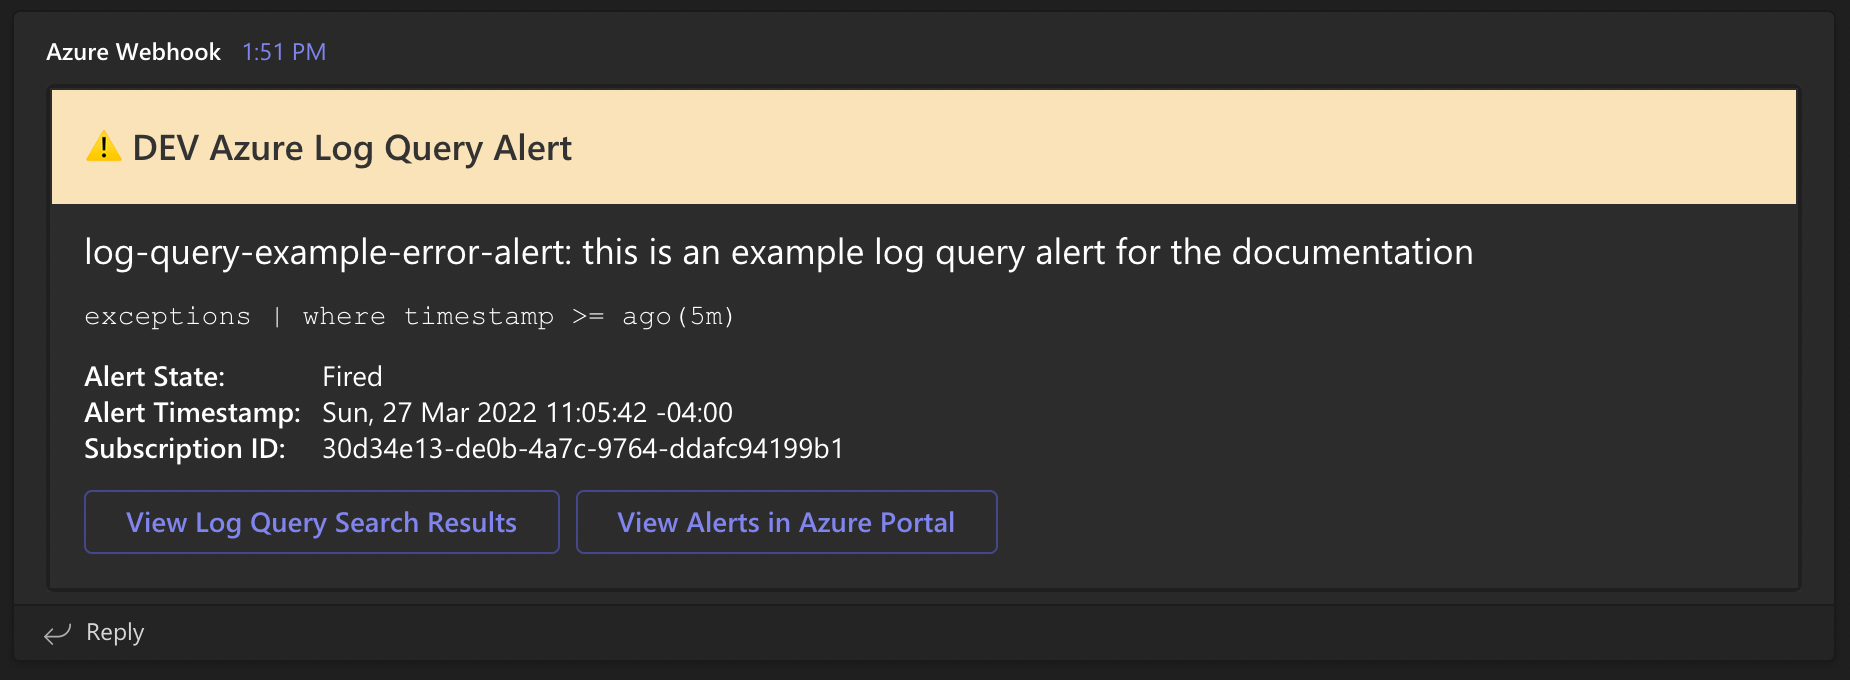 Azure Webhook 1:51 PM
⚠ DEV Azure Log Query Alert
log-query-example-error-alert: this is an example log query alert for the documentation
exceptions | where timestamp >= ago(5m)
Alert State: Fired
Alert Timestamp: Sun, 27 Mar 2022 11:05:42 -04:00
Subscription ID: 30d34e13-de0b-4a7c-9764-ddafc94199b1
View Log Query Search Results View Alerts in Azure Portal
Reply